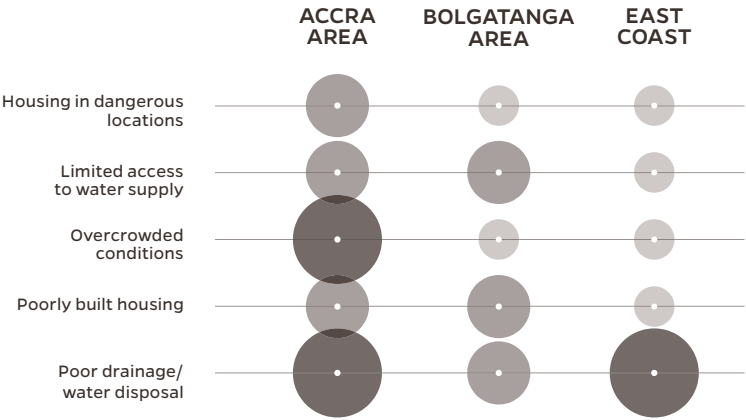 ACCRA
AREA
BOLGATANGA
AREA
EAST
COAST
Housing in dangerous
locations
Limited access
to water supply
Overcrowded
conditions
Poorly built housing
Poor drainage/
water disposal